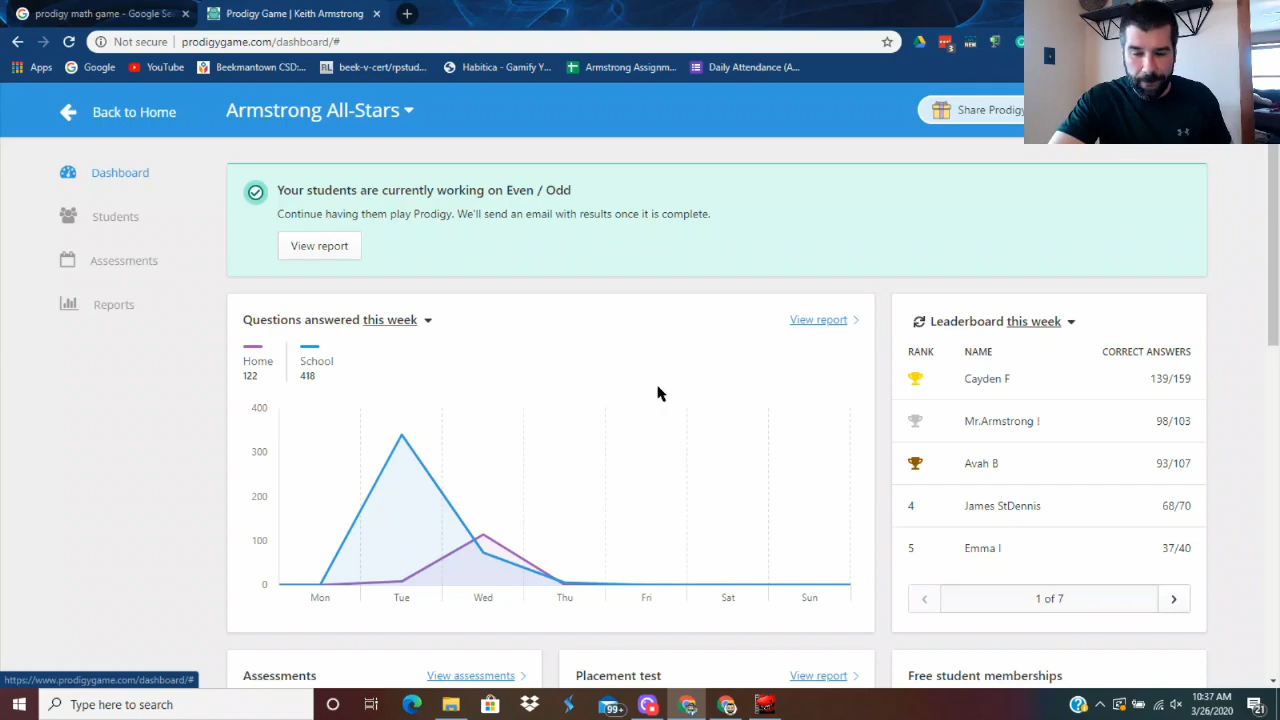 prodigy math game - Google Se
Prodigy Game | Keith Armstrong
Not secure | prodigygame.com/dashboard/#
3
NEW
Apps
Google
YouTube
Beekmantown CSD:...
RL beek-v-cert/rpstud...
Habitica - Gamify Y...
Armstrong Assignm...
Daily Attendance (A...
Back to Home
Armstrong All-Stars
Share Prodigy
Dashboard
Students
Assessments
Reports
Your students are currently working on Even / Odd
Continue having them play Prodigy. We'll send an email with results once it is complete.
View report
Questions answered this week
View report
Home
122
School
418
400
300
200
100
0
Mon Tue Wed Thu Fri Sat Sun
Leaderboard this week
RANK NAME CORRECT ANSWERS
Cayden F 139/159
Mr.Armstrong ! 98/103
Avah B 93/107
4 James StDennis 68/70
5 Emma I 37/40
1 of 7
Assessments
View assessments
Placement test
View report
Free student memberships
https://www.prodigygame.com/dashboard/#
Type here to search
99+
10:37 AM
3/26/2020
21